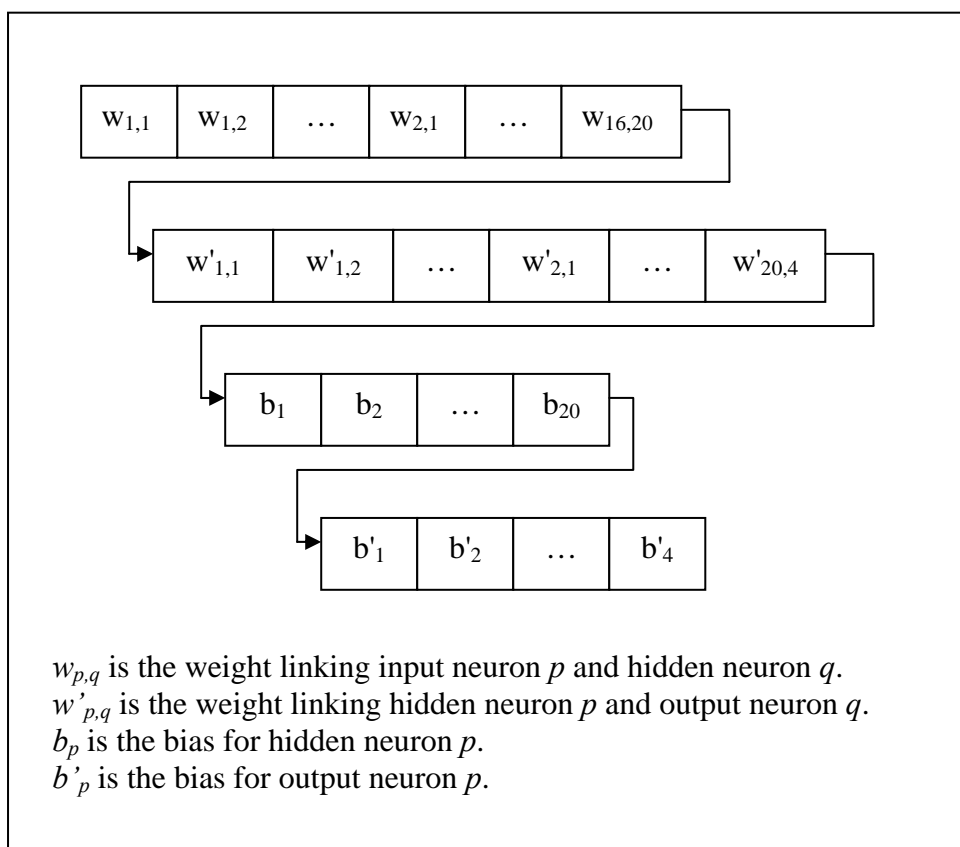 w1,1 w1,2 … w2,1 … w16,20
w'1,1 w'1,2 … w'2,1 … w'20,4
b1 b2 … b20
b'1 b'2 … b'4
wp,q is the weight linking input neuron p and hidden neuron q.
w’p,q is the weight linking hidden neuron p and output neuron q.
bp is the bias for hidden neuron p.
b’p is the bias for output neuron p.